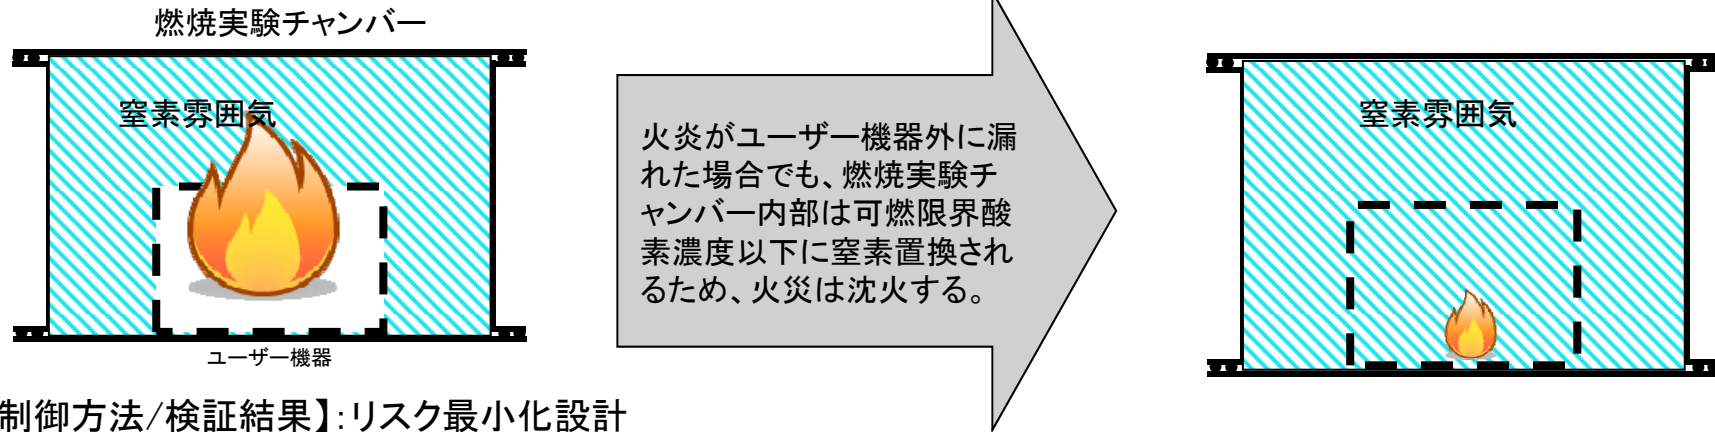 燃焼実験チャンバー
窒素雰囲気
ユーザー機器
火炎がユーザー機器外に漏
れた場合でも、燃焼実験チ
ャンバー内部は可燃限界酸
素濃度以下に窒素置換され
るため、火災は沈火する。
窒素雰囲気
制御方法/検証結果】:リスク最小化設計